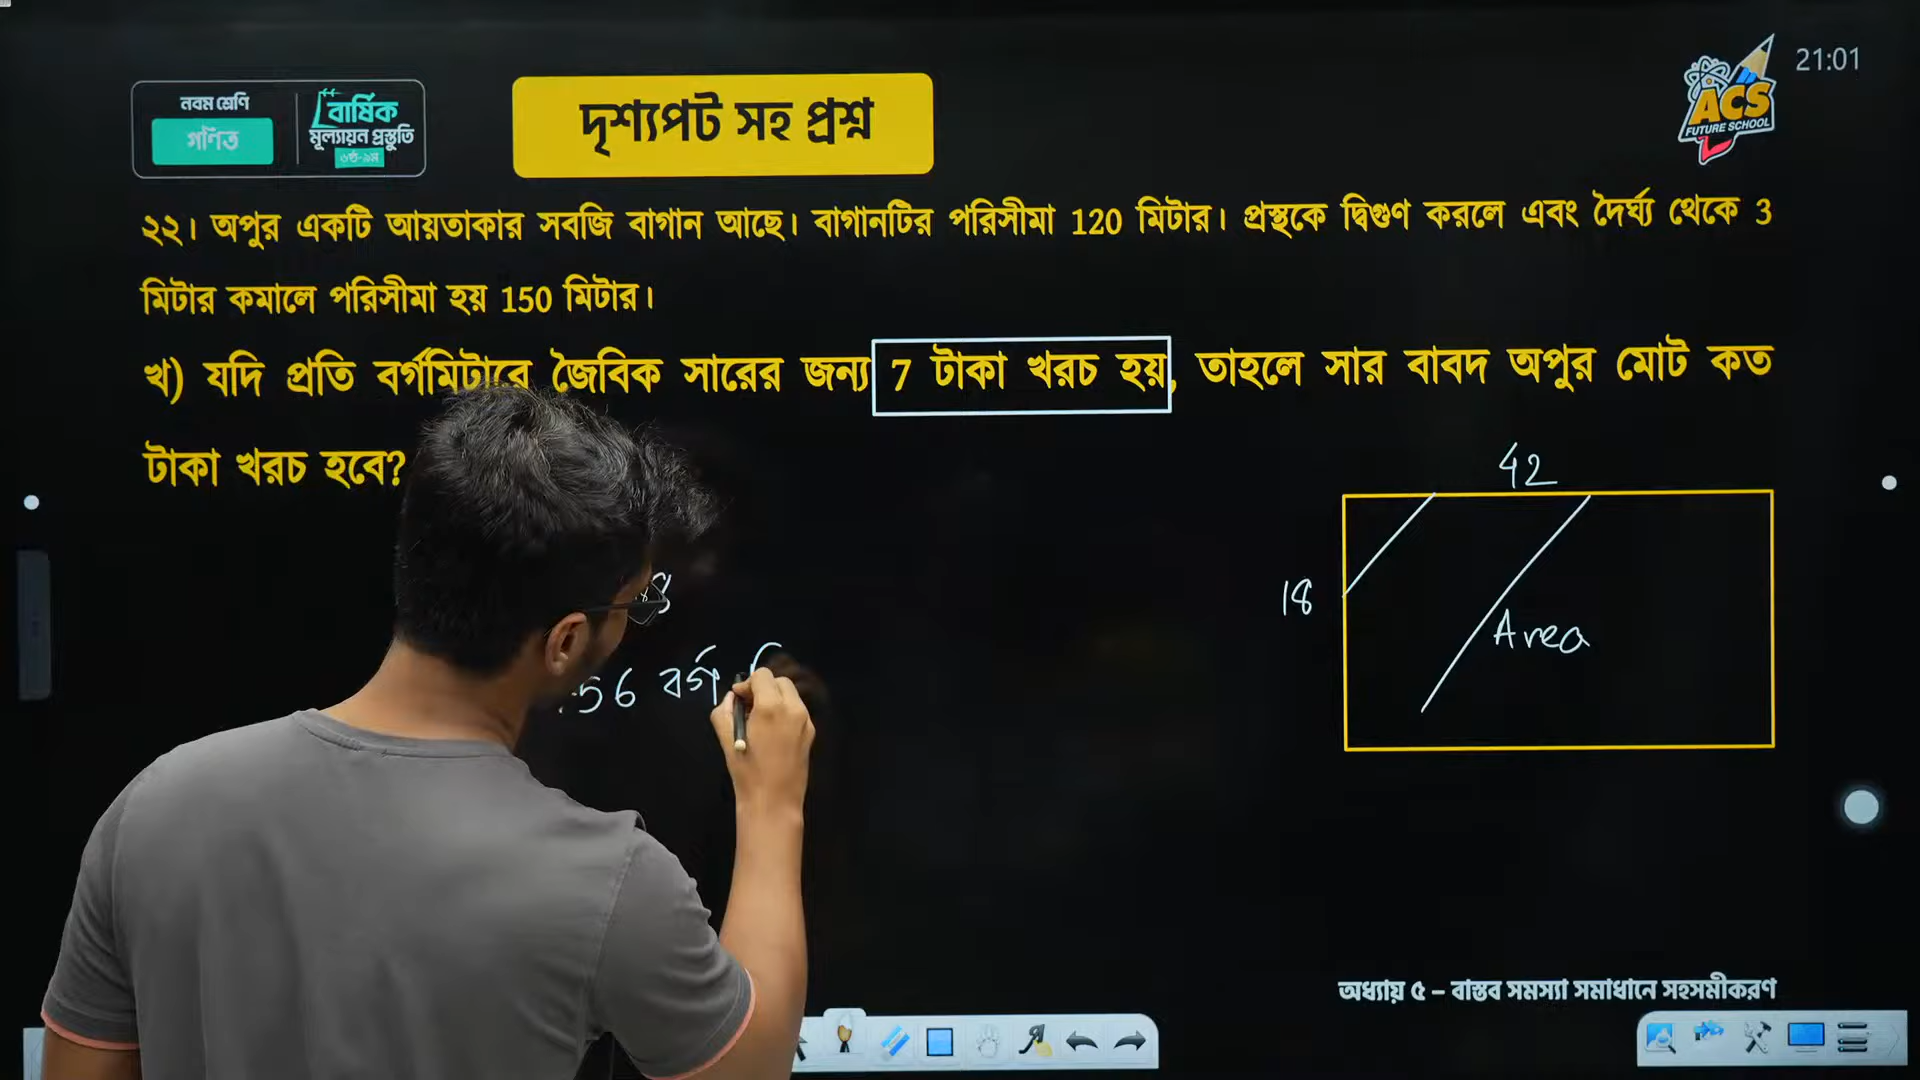 নবম শ্রেণি
গণিত
বার্ষিক
মূল্যায়ন প্রস্তুতি
৬ষ্ঠ-৯ম
দৃশ্যপট সহ প্রশ্ন
ACS
FUTURE SCHOOL
21:01
২২। অপুর একটি আয়তাকার সবজি বাগান আছে। বাগানটির পরিসীমা 120 মিটার। প্রস্থকে দ্বিগুণ করলে এবং দৈর্ঘ্য থেকে 3
মিটার কমালে পরিসীমা হয় 150 মিটার।
খ) যদি প্রতি বর্গমিটারে জৈবিক সারের জন্য 7 টাকা খরচ হয়, তাহলে সার বাবদ অপুর মোট কত
টাকা খরচ হবে?
42
18
Area
56 বর্গ
অধ্যায় ৫ – বাস্তব সমস্যা সমাধানে সহসমীকরণ